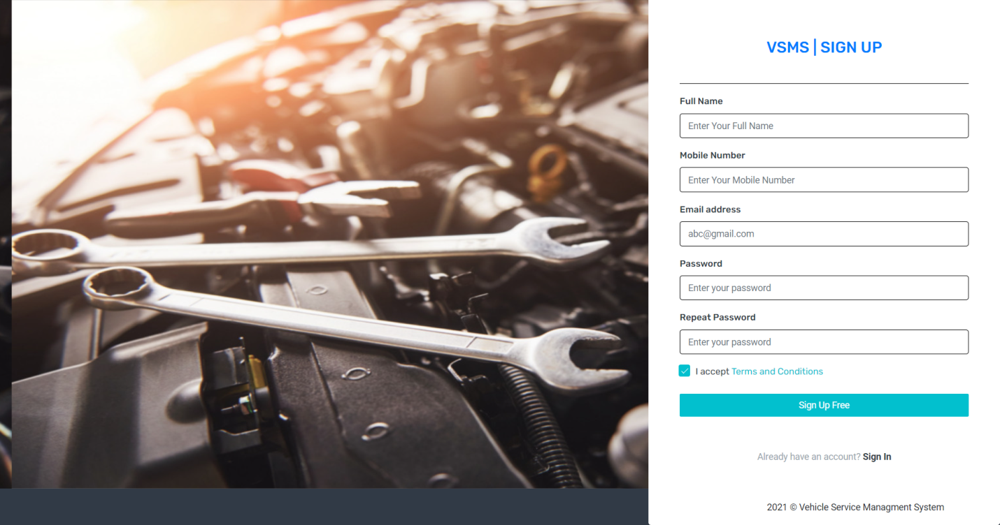 VSMS | SIGN UP
Full Name
Enter Your Full Name
Mobile Number
Enter Your Mobile Number
Email address
abc@gmail.com
Password
Enter your password
Repeat Password
Enter your password
I accept Terms and Conditions
Sign Up Free
Already have an account? Sign In
2021 © Vehicle Service Managment System